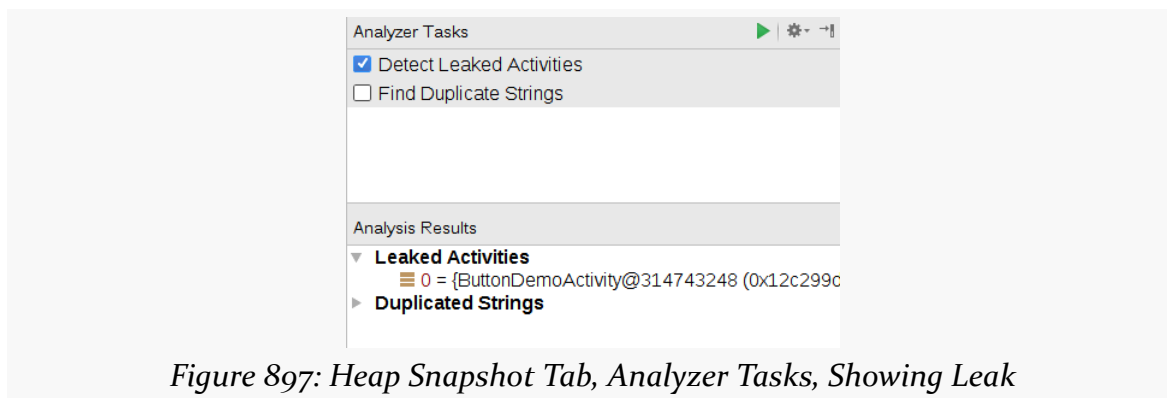 Analyzer Tasks
Detect Leaked Activities
Find Duplicate Strings
Analysis Results
Leaked Activities
0 = {ButtonDemoActivity@314743248 (0x12c299c
Duplicated Strings
Figure 897: Heap Snapshot Tab, Analyzer Tasks, Showing Leak